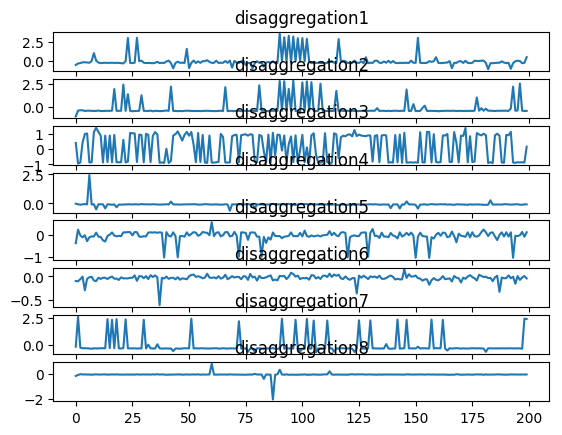 disaggregation1
2.5
0.0
disaggregation2
2.5
0.0
disaggregation3
1
0
−1
disaggregation4
2.5
0.0
disaggregation5
0
−1
disaggregation6
0.0
−0.5
disaggregation7
2.5
0.0
disaggregation8
0
−2
0 25 50 75 100 125 150 175 200